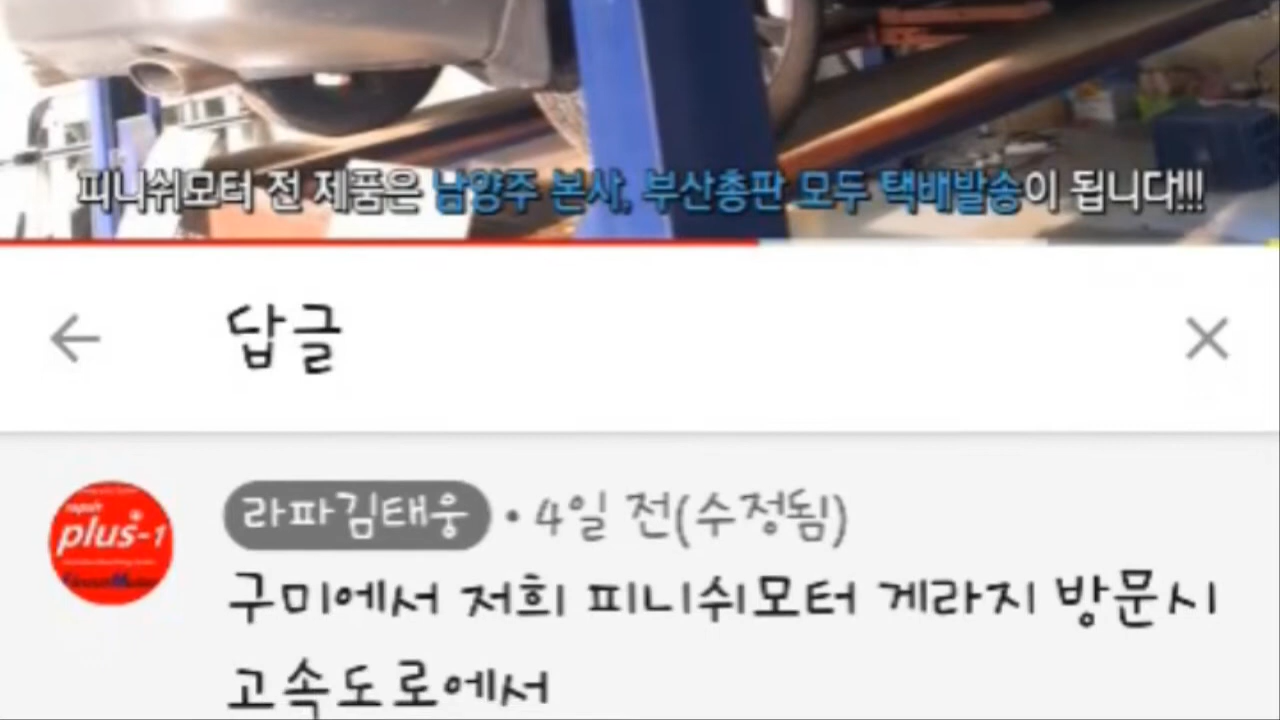 피니쉬모터 전 제품은 남양주 본사, 부산총판 모두 택배발송이 됩니다!!!
답글
plus-1
라파김태웅 • 4일 전(수정됨)
구미에서 저희 피니쉬모터 게라지 방문시
고속도로에서